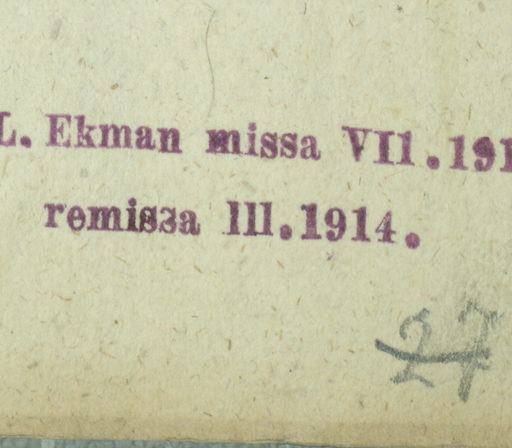 L. Ekman missa VII.191
remissa III.1914.
27